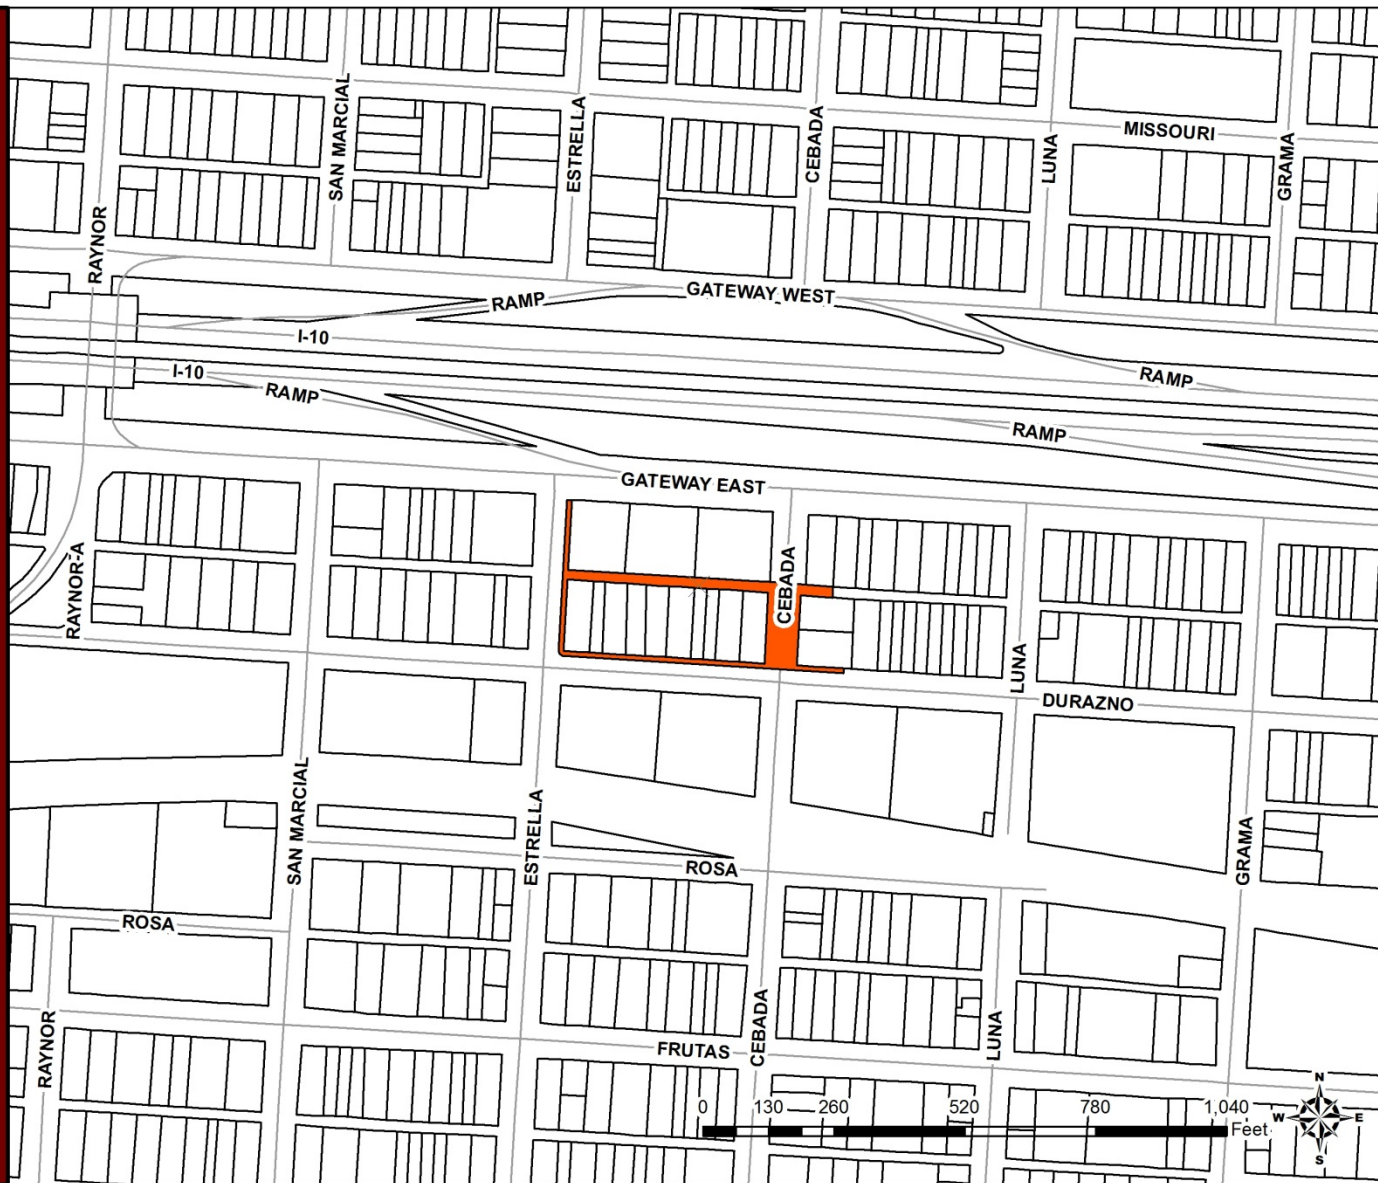 SAN MARCIAL
ESTRELLA
CEBADA
LUNA
MISSOURI
GRAMA
RAYNOR
RAMP
GATEWAY WEST
I-10
I-10
RAMP
RAMP
RAMP
GATEWAY EAST
RAYNOR-A
CEBADA
LUNA
DURAZNO
SAN MARCIAL
ESTRELLA
ROSA
GRAMA
ROSA
RAYNOR
CEBADA
LUNA
FRUTAS
0 130 260 520 780 1,040
Feet
N
W E
S